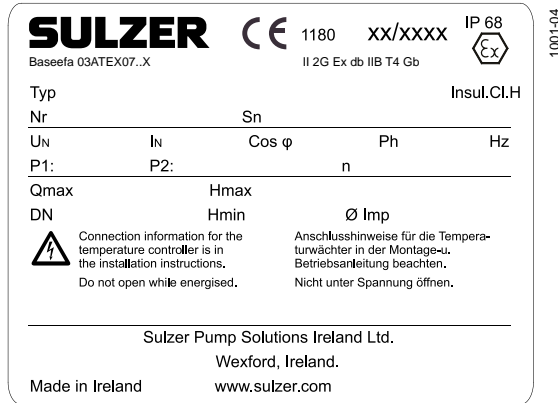 SULZER CE 1180 xx/xxxx IP 68
Baseefa 03ATEX07..X II 2G Ex db IIB T4 Gb Ex
Typ Insul.Cl.H
Nr Sn
UN IN Cos φ Ph Hz
P1: P2: n
Qmax Hmax
DN Hmin Ø Imp
Connection information for the
temperature controller is in
the installation instructions.
Do not open while energised.
Anschlusshinweise für die Tempera-
turwächter in der Montage-u.
Betriebsanleitung beachten.
Nicht unter Spannung öffnen.
Sulzer Pump Solutions Ireland Ltd.
Wexford, Ireland.
Made in Ireland www.sulzer.com
1001-04